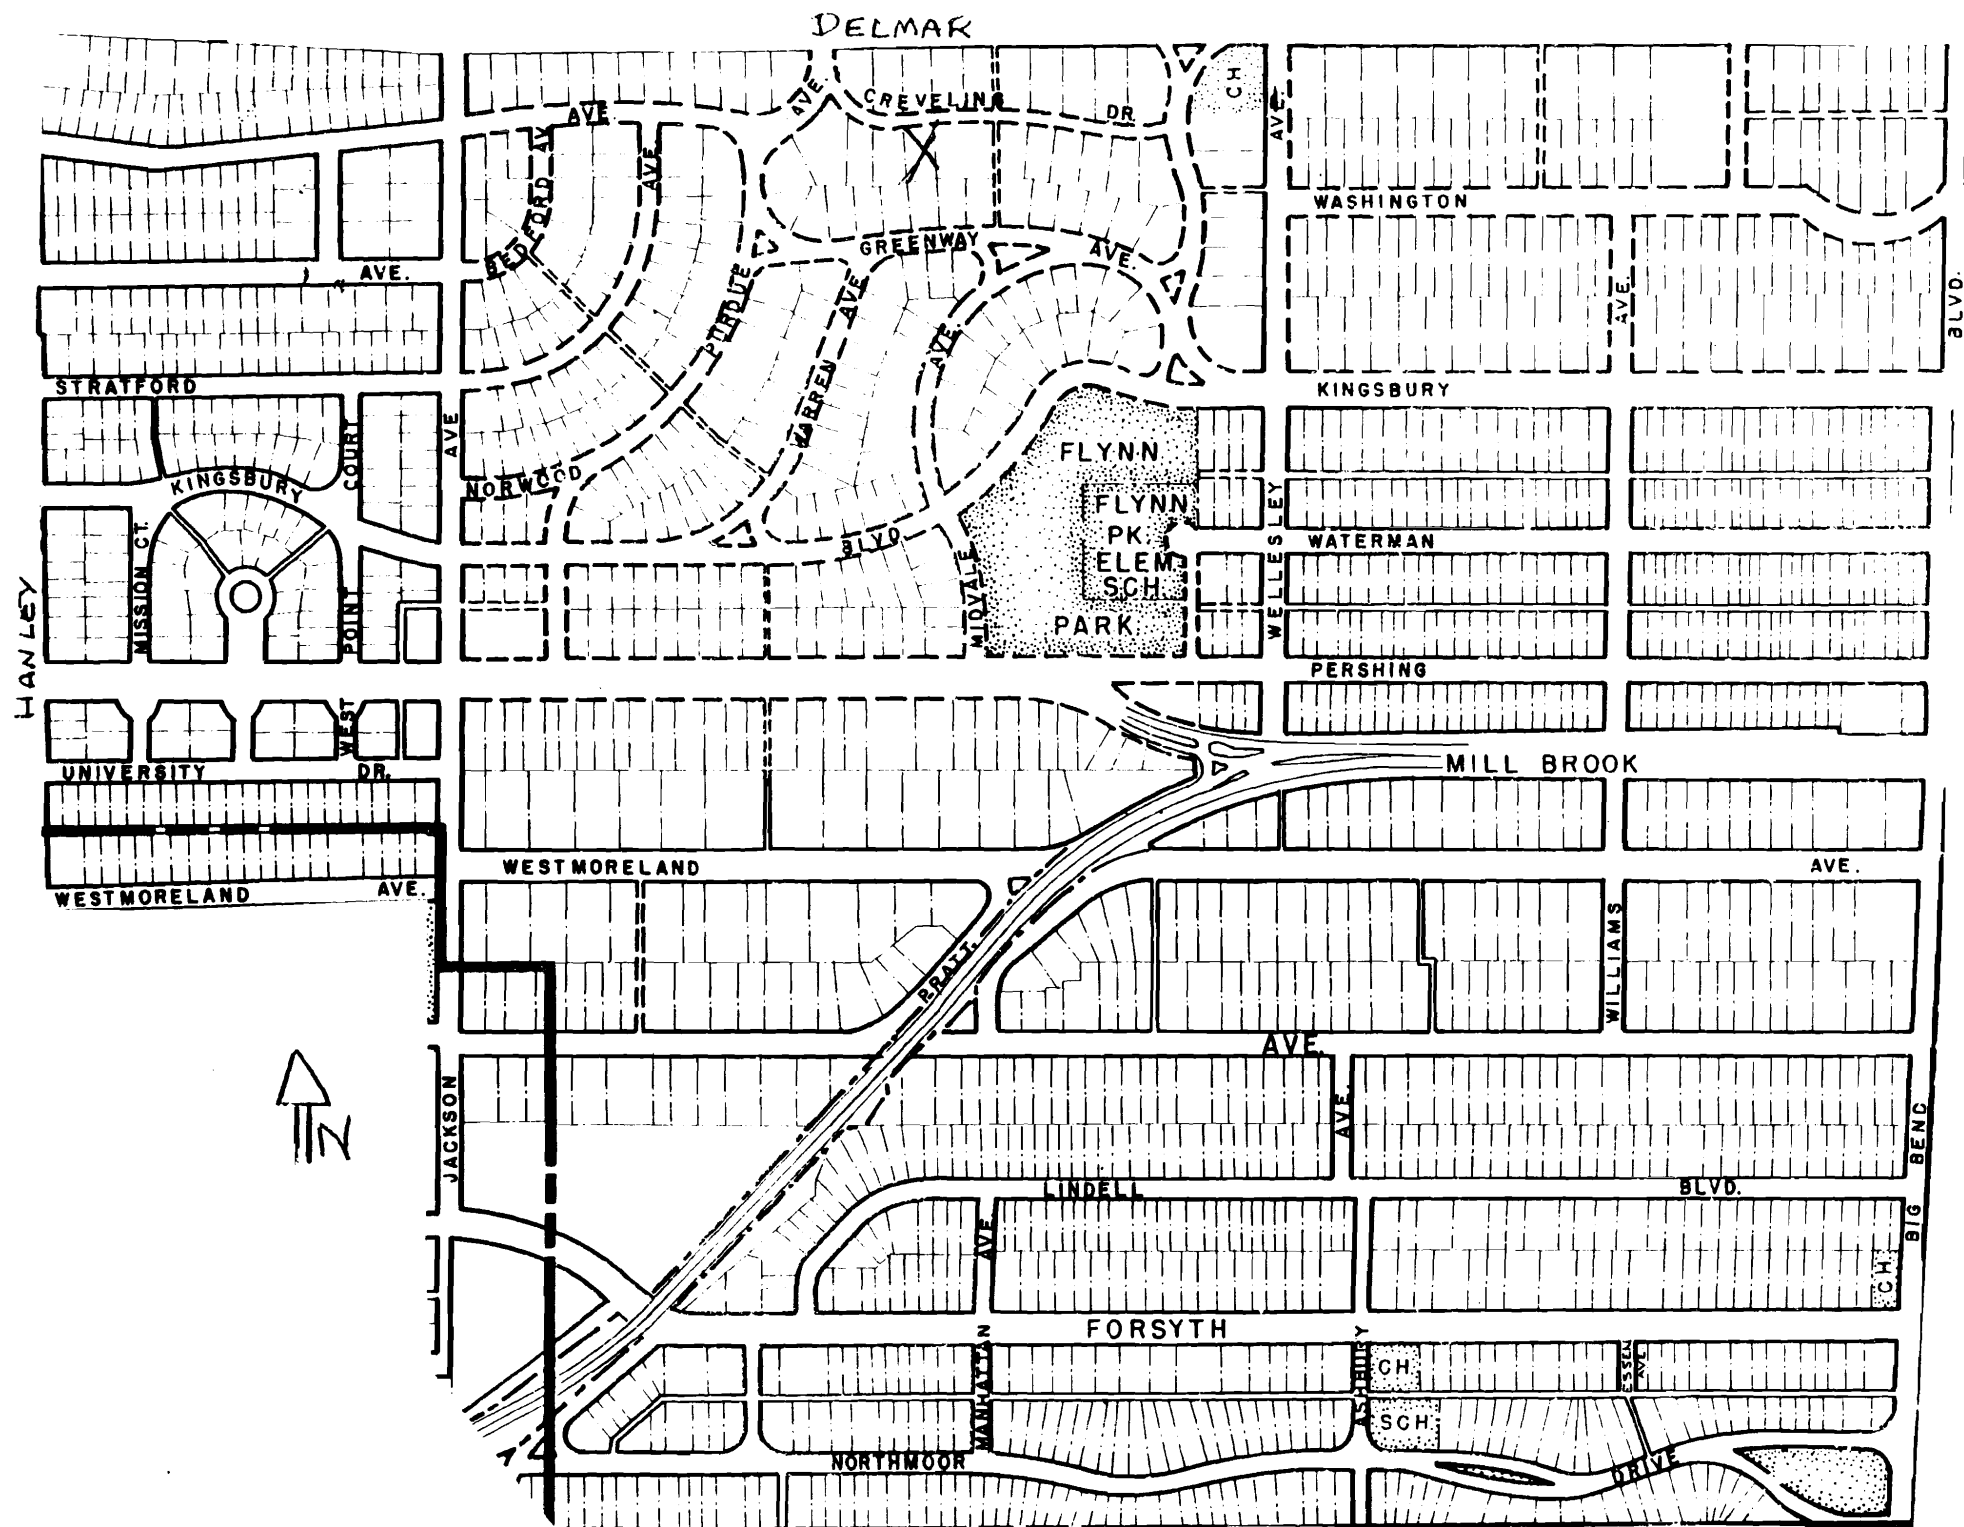 DELMAR
CH
CREVELING
DR
AVE.
AVE
AVE.
AVE.
BEDFORD AV
WASHINGTON
GREENWAY
AVE.
AVE.
PURDUE
AVE
AVE.
BLVD.
STRATFORD
KINGSBURY
AVE.
WARREN
AVE
COURT
FLYNN
KINGSBURY
NORWOOD
FLYNN
PK.
ELEM
SCH.
PARK
BLVD
WATERMAN
MISSION CT.
HANLEY
POINT
MIDVALE
WELLESLEY
PERSHING
WEST
UNIVERSITY
DR.
MILL BROOK
WESTMORELAND
AVE.
AVE.
WESTMORELAND
PRATT.
WILLIAMS
AVE.
N
JACKSON
AVE.
BIG BEND
LINDELL
BLVD.
AVE
CH.
FORSYTH
MANHATTAN
ASHBURY
CH
ESSEN AVE
SCH
NORTHMOOR
DRIVE